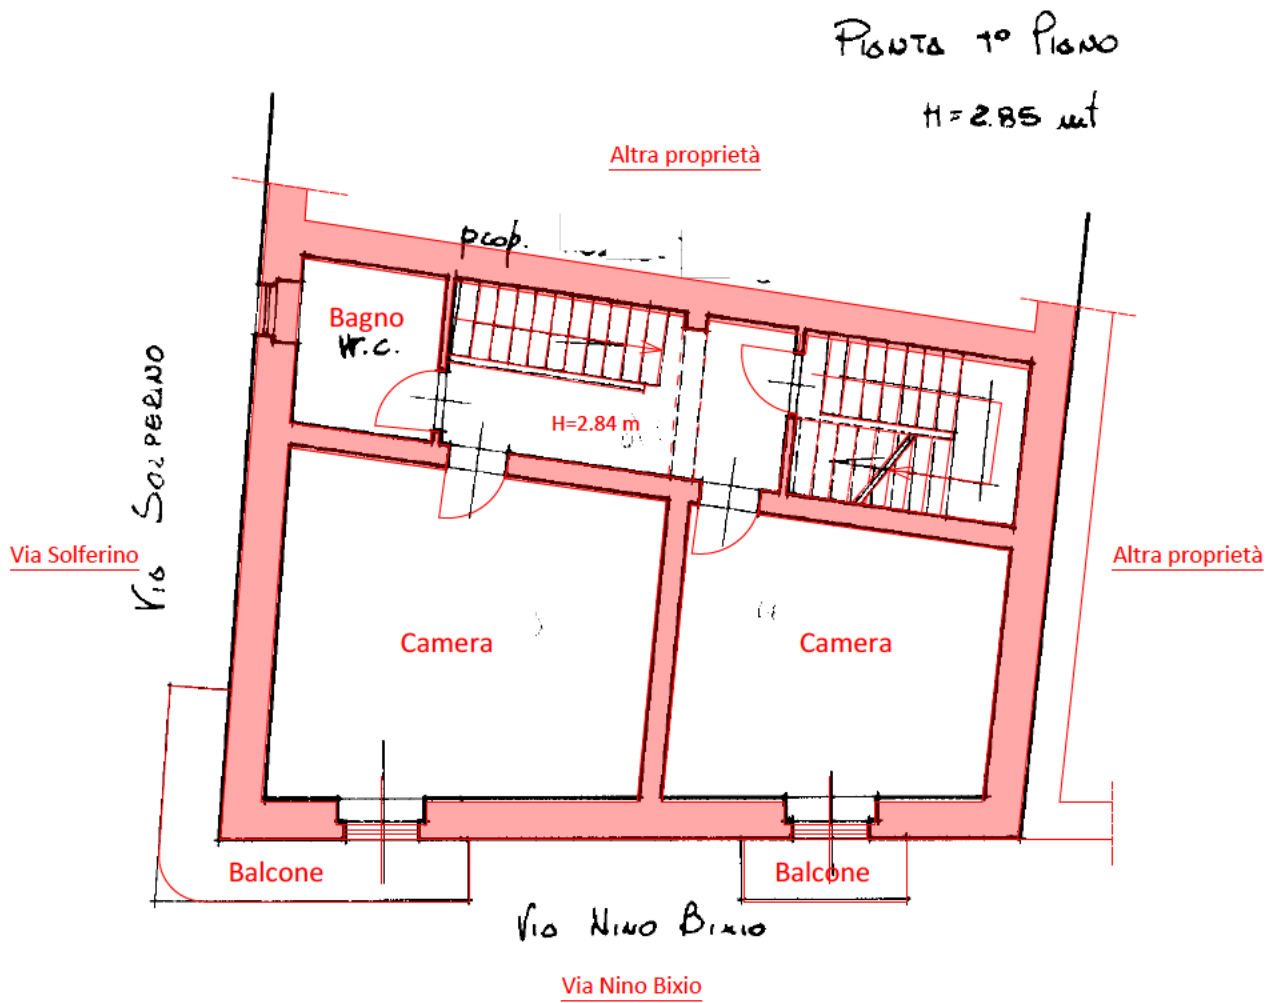 PIANTA 1° PIANO
H=2.85 mt
Altra proprietà
prop.
Bagno
W.C.
H=2.84 m
VIA SOLPERNO
Via Solferino
Altra proprietà
Camera
Camera
Balcone
Balcone
VIA NINO BIXIO
Via Nino Bixio